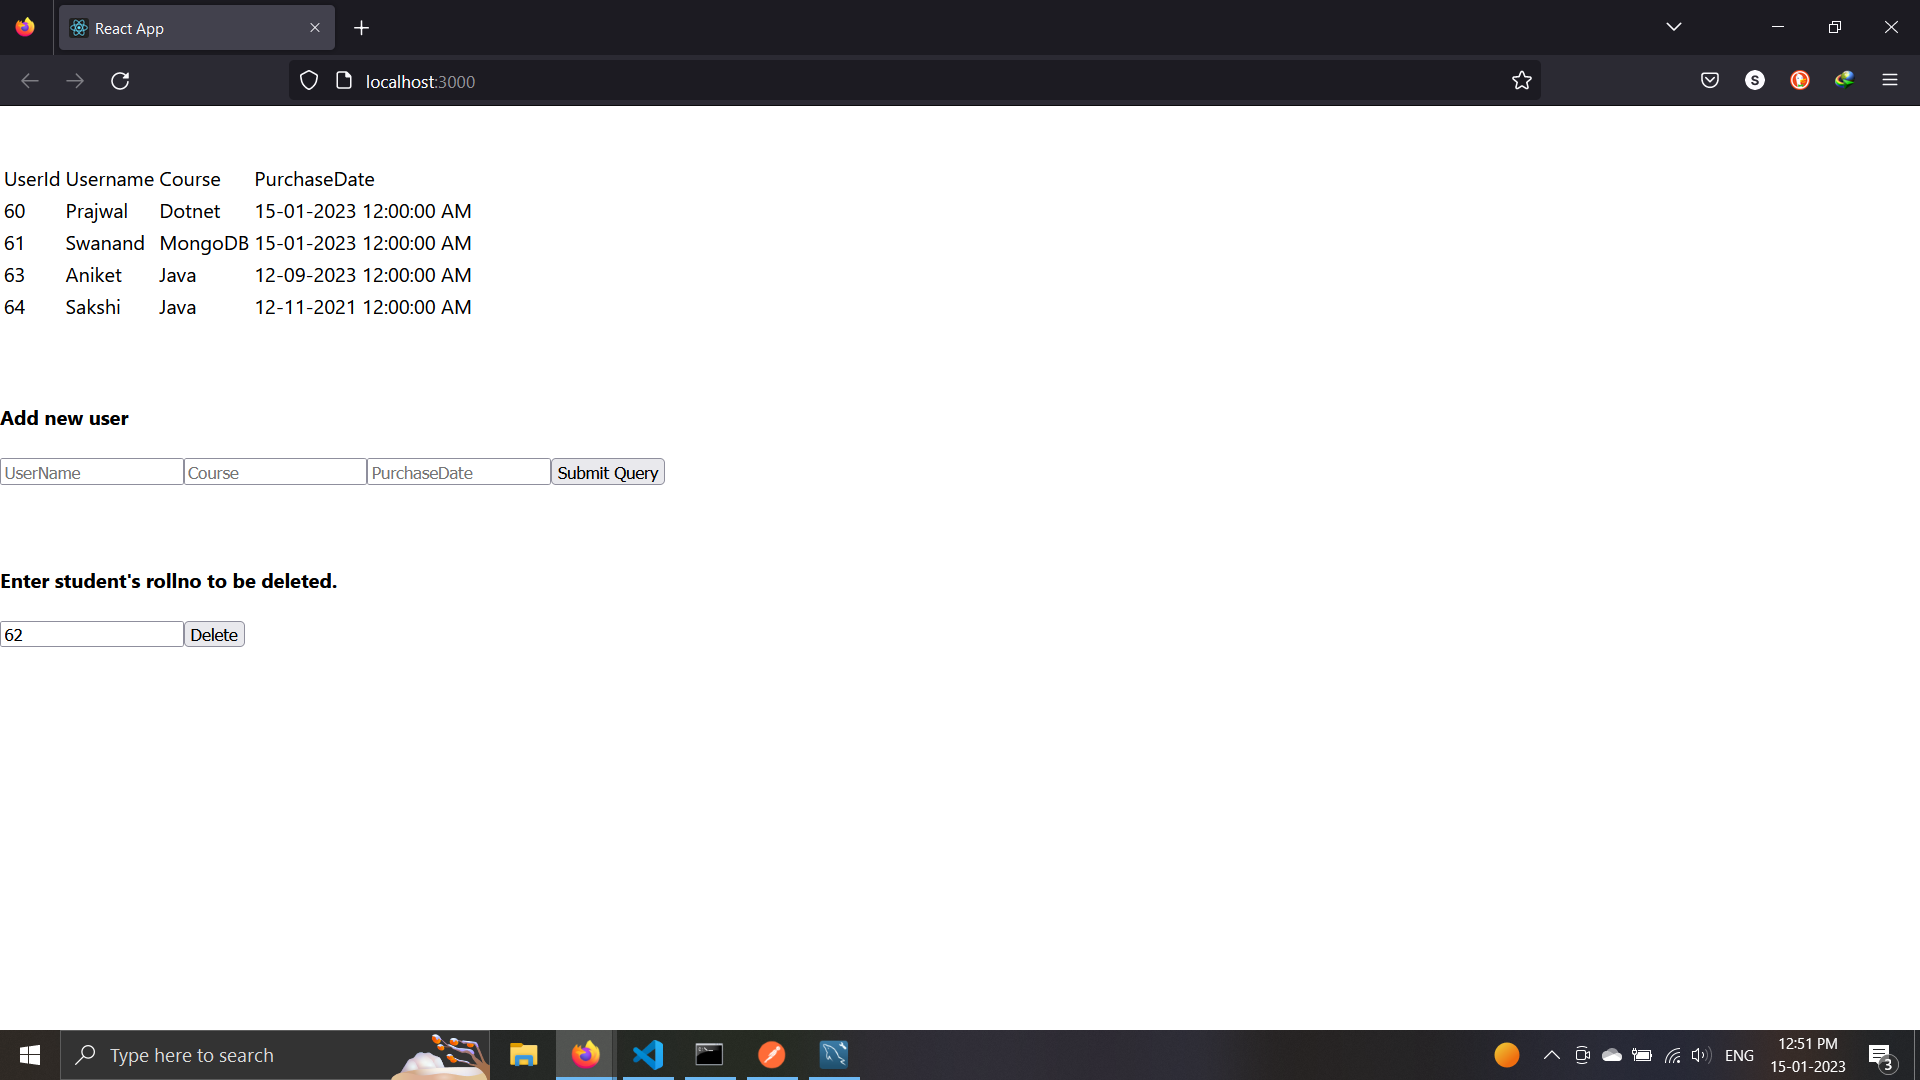 React App
localhost:3000
S
UserId Username Course PurchaseDate
60 Prajwal Dotnet 15-01-2023 12:00:00 AM
61 Swanand MongoDB 15-01-2023 12:00:00 AM
63 Aniket Java 12-09-2023 12:00:00 AM
64 Sakshi Java 12-11-2021 12:00:00 AM
Add new user
UserName Course PurchaseDate Submit Query
Enter student's rollno to be deleted.
62 Delete
Type here to search
ENG
12:51 PM
15-01-2023
3